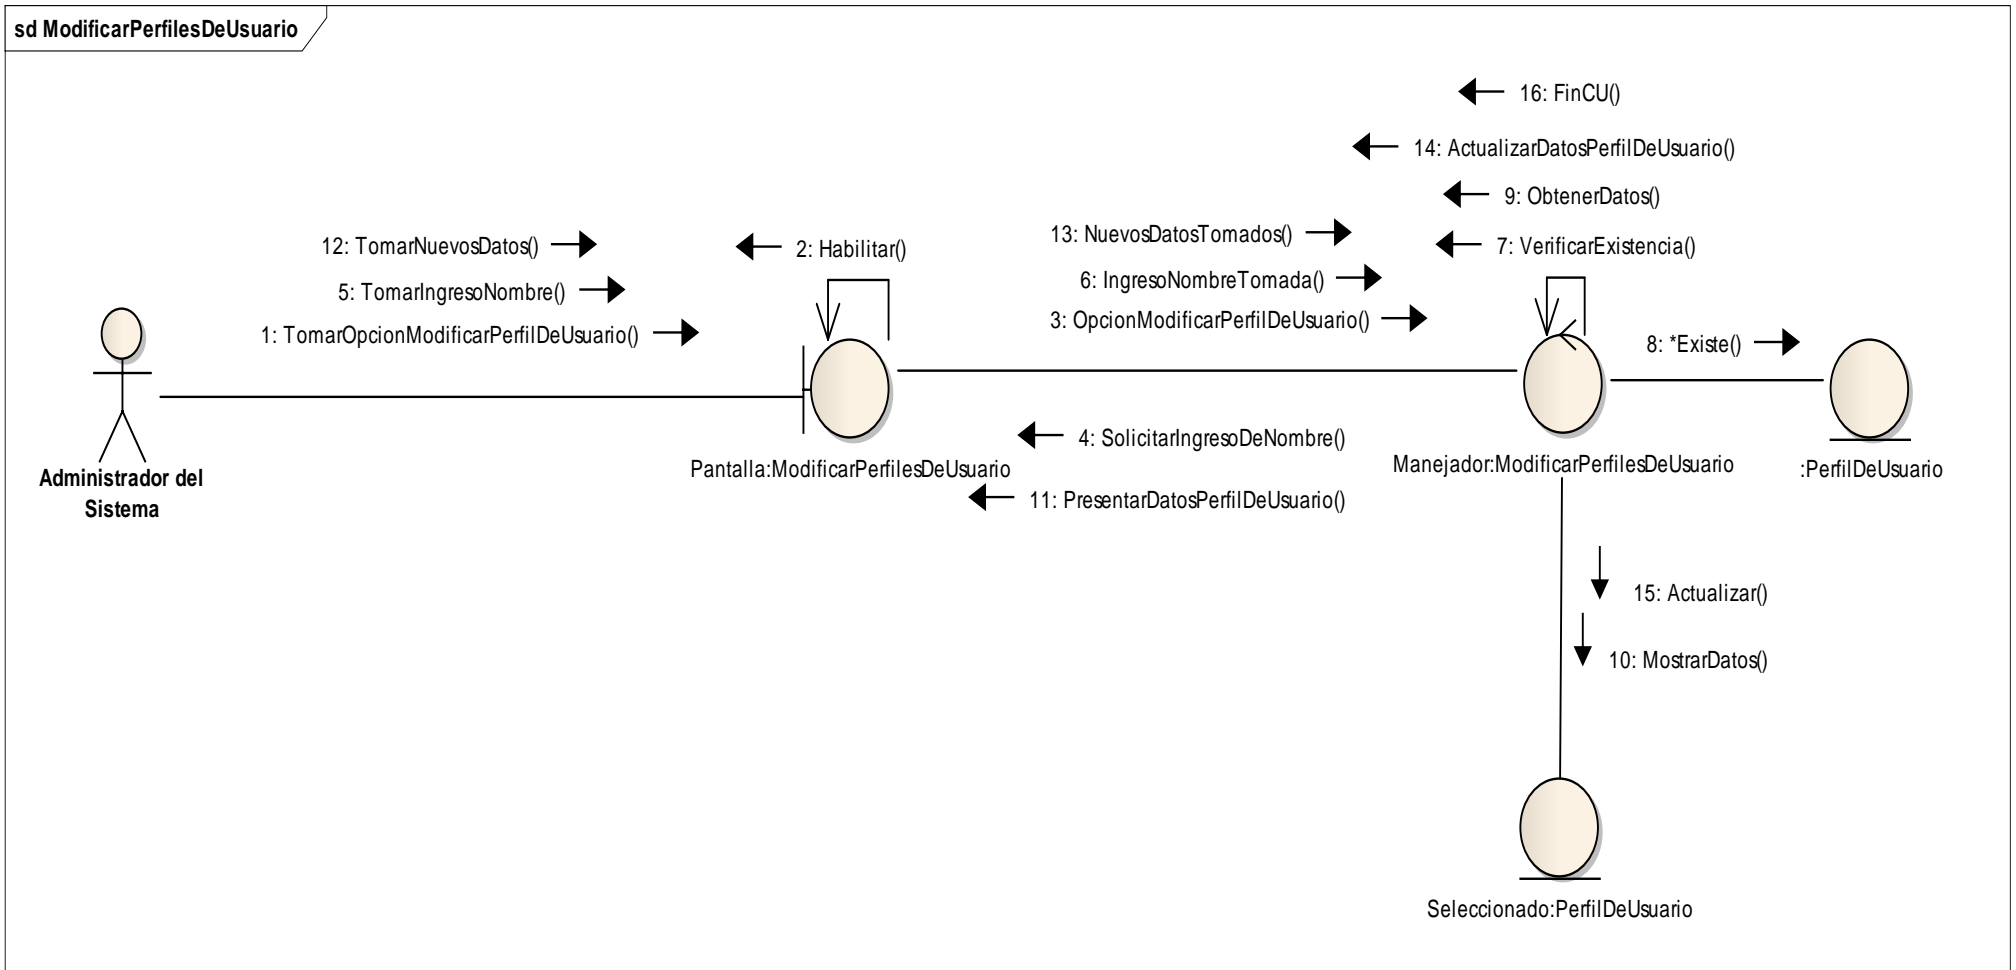 sd ModificarPerfilesDeUsuario
16: FinCU()
14: ActualizarDatosPerfilDeUsuario()
9: ObtenerDatos()
12: TomarNuevosDatos()
2: Habilitar()
13: NuevosDatosTomados()
7: VerificarExistencia()
5: TomarIngresoNombre()
6: IngresoNombreTomada()
1: TomarOpcionModificarPerfilDeUsuario()
3: OpcionModificarPerfilDeUsuario()
8: *Existe()
4: SolicitarIngresoDeNombre()
Pantalla:ModificarPerfilesDeUsuario
Manejador:ModificarPerfilesDeUsuario
:PerfilDeUsuario
Administrador del
Sistema
11: PresentarDatosPerfilDeUsuario()
15: Actualizar()
10: MostrarDatos()
Seleccionado:PerfilDeUsuario